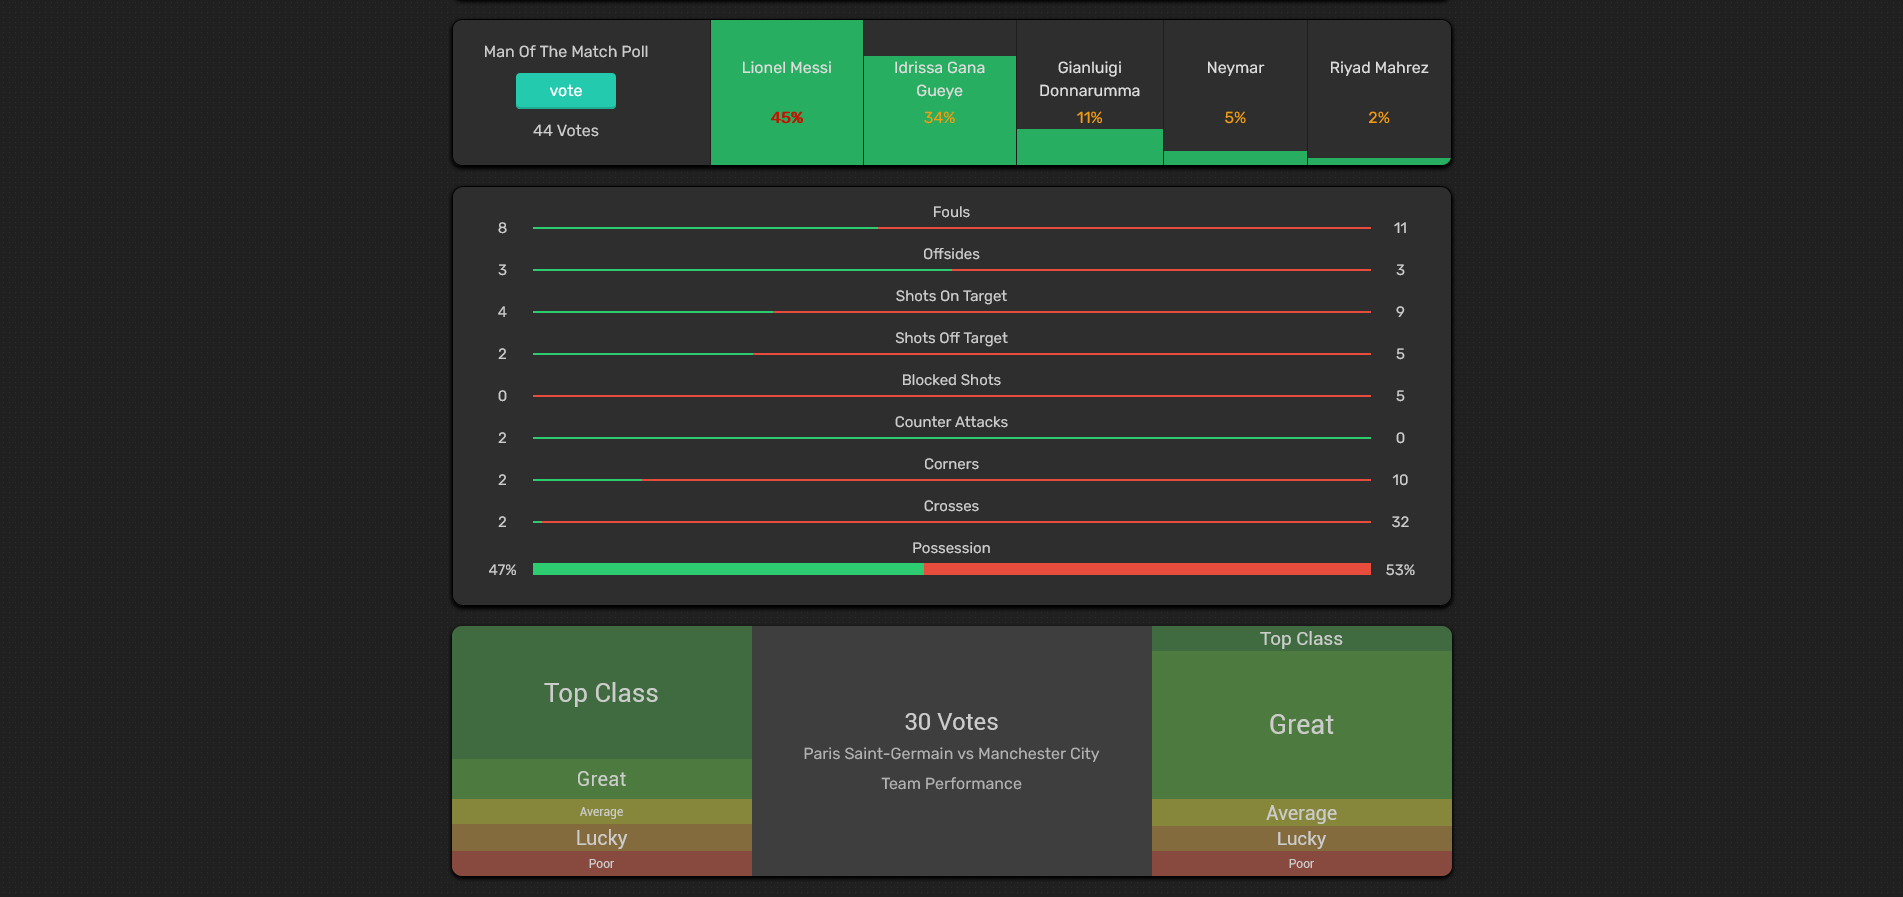 Man Of The Match Poll
vote
44 Votes
Lionel Messi
45%
Idrissa Gana
Gueye
34%
Gianluigi
Donnarumma
11%
Neymar
5%
Riyad Mahrez
2%
Fouls
8 11
Offsides
3 3
Shots On Target
4 9
Shots Off Target
2 5
Blocked Shots
0 5
Counter Attacks
2 0
Corners
2 10
Crosses
2 32
Possession
47% 53%
Top Class
Great
Average
Lucky
Poor
30 Votes
Paris Saint-Germain vs Manchester City
Team Performance
Top Class
Great
Average
Lucky
Poor